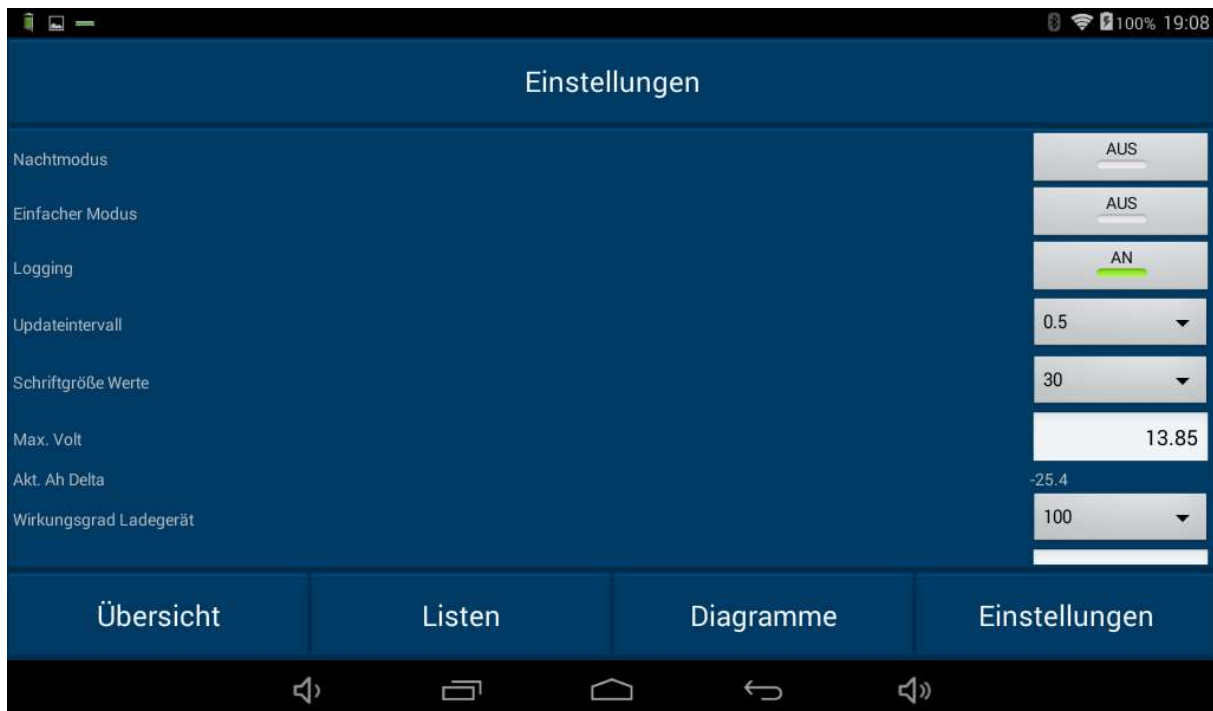 100% 19:08
Einstellungen
Nachtmodus AUS
Einfacher Modus AUS
Logging AN
Updateintervall 0.5
Schriftgröße Werte 30
Max. Volt 13.85
Akt. Ah Delta -25.4
Wirkungsgrad Ladegerät 100
Übersicht Listen Diagramme Einstellungen